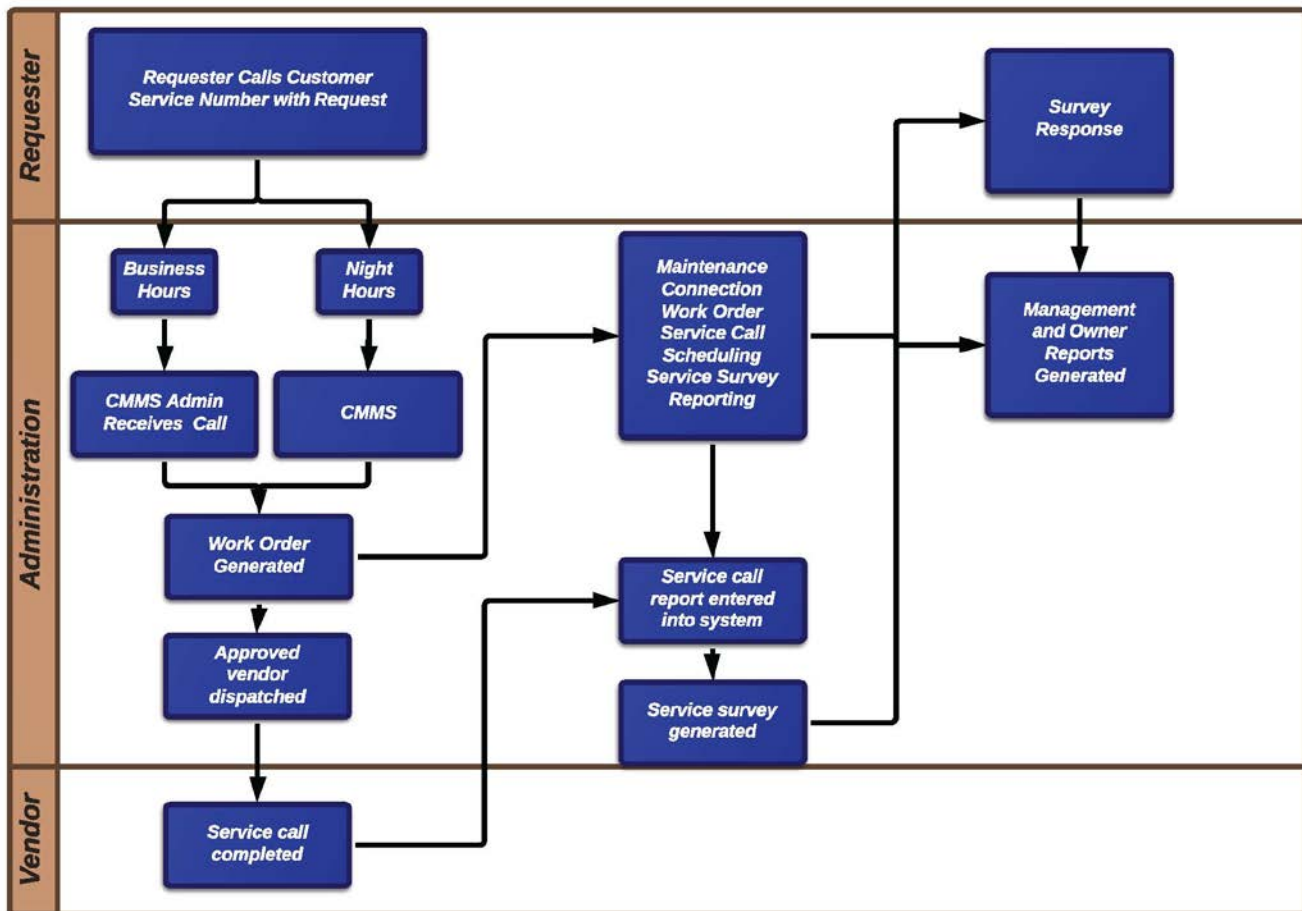 Requester
Requester Calls Customer
Service Number with Request
Survey
Response
Administration
Business
Hours
Night
Hours
CMMS Admin
Receives Call
CMMS
Work Order
Generated
Approved
vendor
dispatched
Maintenance
Connection
Work Order
Service Call
Scheduling
Service Survey
Reporting
Service call
report entered
into system
Service survey
generated
Management
and Owner
Reports
Generated
Vendor
Service call
completed